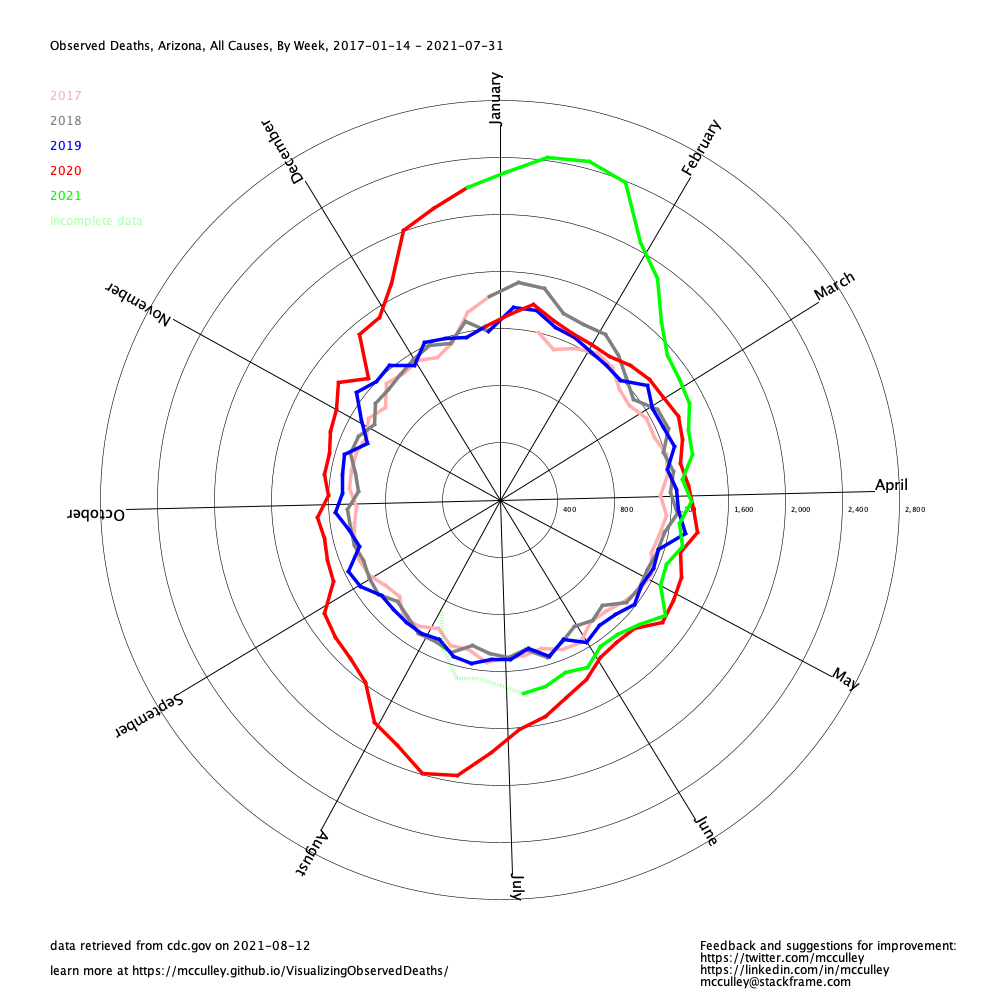 Observed Deaths, Arizona, All Causes, By Week, 2017-01-14 - 2021-07-31
2017
2018
2019
2020
2021
incomplete data
January
February
March
April
May
June
July
August
September
October
November
December
400
800
1,600
2,000
2,400
2,800
data retrieved from cdc.gov on 2021-08-12
learn more at https://mcculley.github.io/VisualizingObservedDeaths/
Feedback and suggestions for improvement:
https://twitter.com/mcculley
https://linkedin.com/in/mcculley
mcculley@stackframe.com